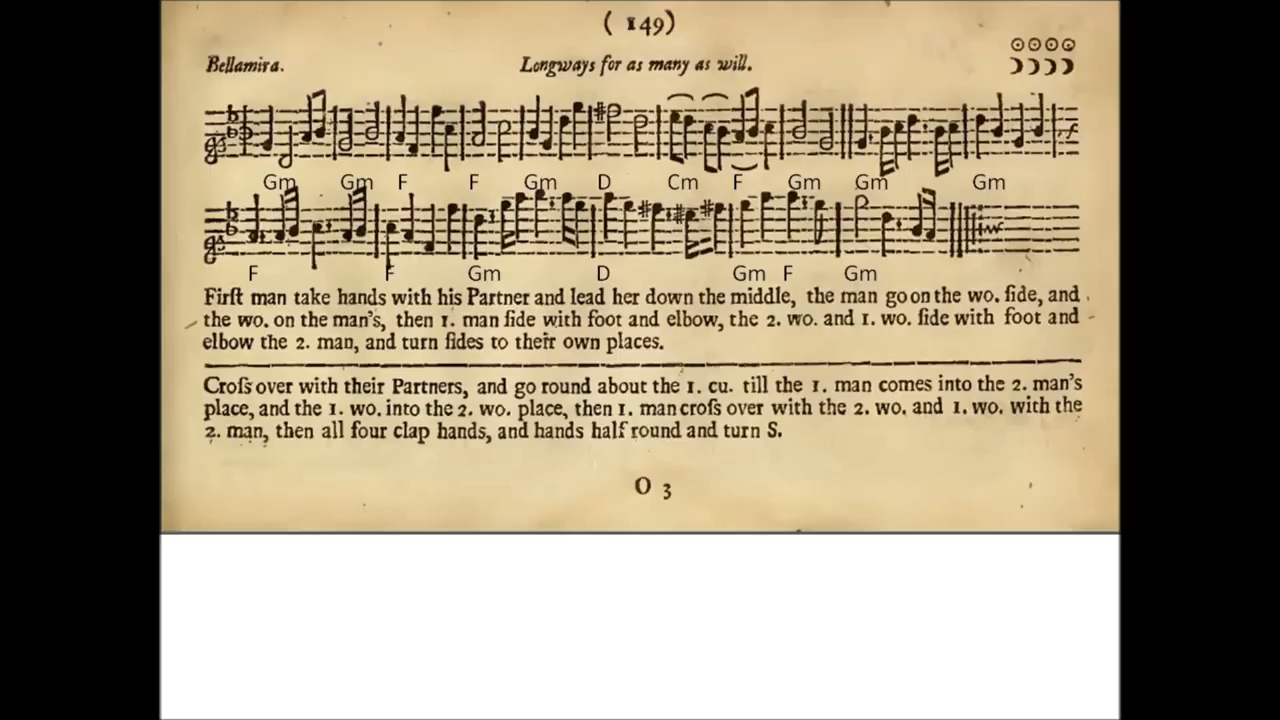 ( 149)
Bellamira. Longways for as many as will.
Gm Gm F F Gm D Cm F Gm Gm Gm
F F Gm D Gm F Gm
Firſt man take hands with his Partner and lead her down the middle, the man go on the wo. ſide, and
the wo. on the man's, then 1. man ſide with foot and elbow, the 2. wo. and 1. wo. ſide with foot and
elbow the 2. man, and turn ſides to their own places.
Croſs over with their Partners, and go round about the 1. cu. till the 1. man comes into the 2. man's
place, and the 1. wo. into the 2. wo. place, then 1. man croſs over with the 2. wo. and 1. wo. with the
2. man, then all four clap hands, and hands half round and turn S.
O 3